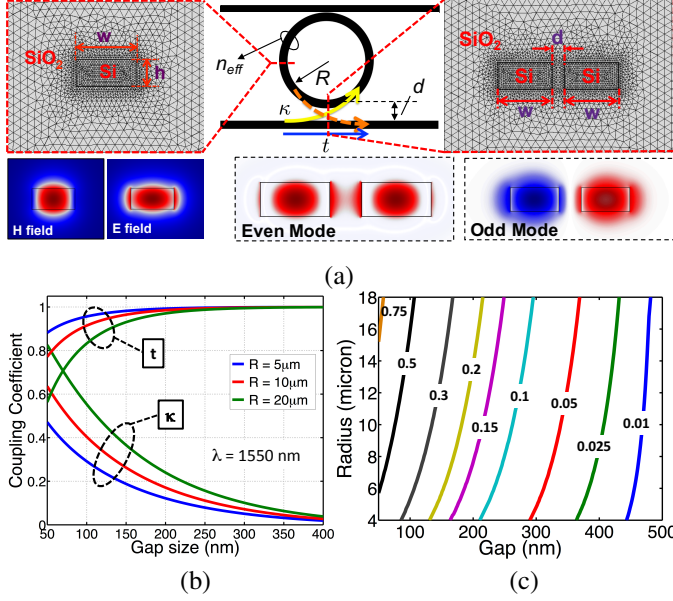 w
SiO2
Si
h
n_eff
R
κ
d
t
d
SiO2
Si
Si
w
w
H field
E field
Even Mode
Odd Mode
(a)
Coupling Coefficient
1
0.8
0.6
0.4
0.2
0
t
κ
R = 5μm
R = 10μm
R = 20μm
λ = 1550 nm
50 100 150 200 250 300 350 400
Gap size (nm)
(b)
Radius (micron)
18
16
14
12
10
8
6
4
0.75
0.5
0.3
0.2
0.15
0.1
0.05
0.025
0.01
100 200 300 400 500
Gap (nm)
(c)